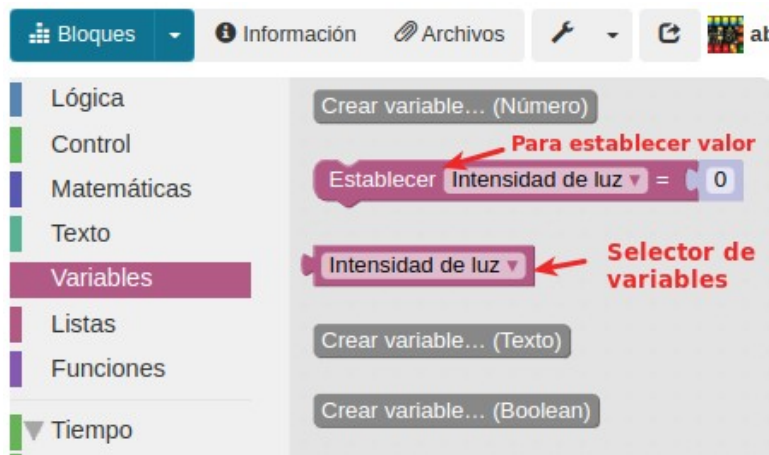 Bloques Información Archivos ab
Lógica
Control
Matemáticas
Texto
Variables
Listas
Funciones
Tiempo
Crear variable... (Número)
Para establecer valor
Establecer Intensidad de luz = 0
Intensidad de luz
Selector de
variables
Crear variable... (Texto)
Crear variable... (Boolean)